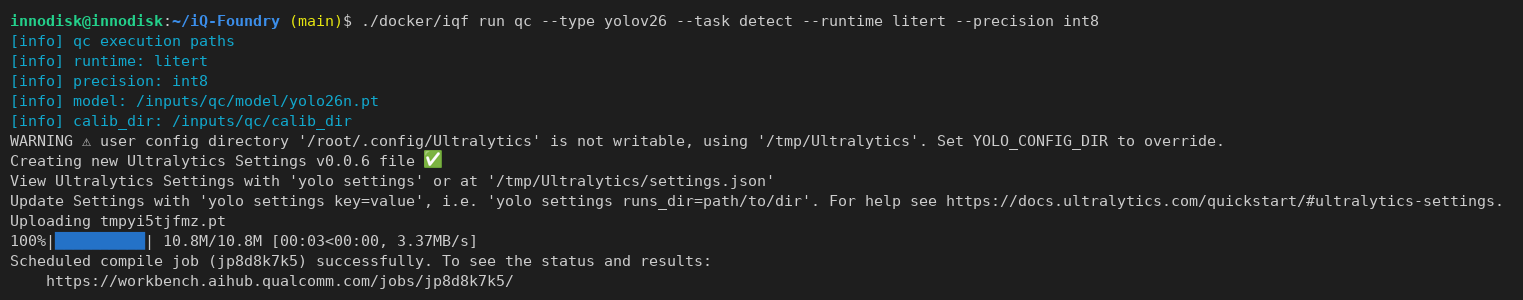 innodisk@innodisk:~/iQ-Foundry (main)$ ./docker/iqf run qc --type yolov26 --task detect --runtime litert --precision int8
[info] qc execution paths
[info] runtime: litert
[info] precision: int8
[info] model: /inputs/qc/model/yolo26n.pt
[info] calib_dir: /inputs/qc/calib_dir
WARNING ⚠ user config directory '/root/.config/Ultralytics' is not writable, using '/tmp/Ultralytics'. Set YOLO_CONFIG_DIR to override.
Creating new Ultralytics Settings v0.0.6 file ✅
View Ultralytics Settings with 'yolo settings' or at '/tmp/Ultralytics/settings.json'
Update Settings with 'yolo settings key=value', i.e. 'yolo settings runs_dir=path/to/dir'. For help see https://docs.ultralytics.com/quickstart/#ultralytics-settings.
Uploading tmpyi5tjfmz.pt
100%|██████████| 10.8M/10.8M [00:03<00:00, 3.37MB/s]
Scheduled compile job (jp8d8k7k5) successfully. To see the status and results:
    https://workbench.aihub.qualcomm.com/jobs/jp8d8k7k5/